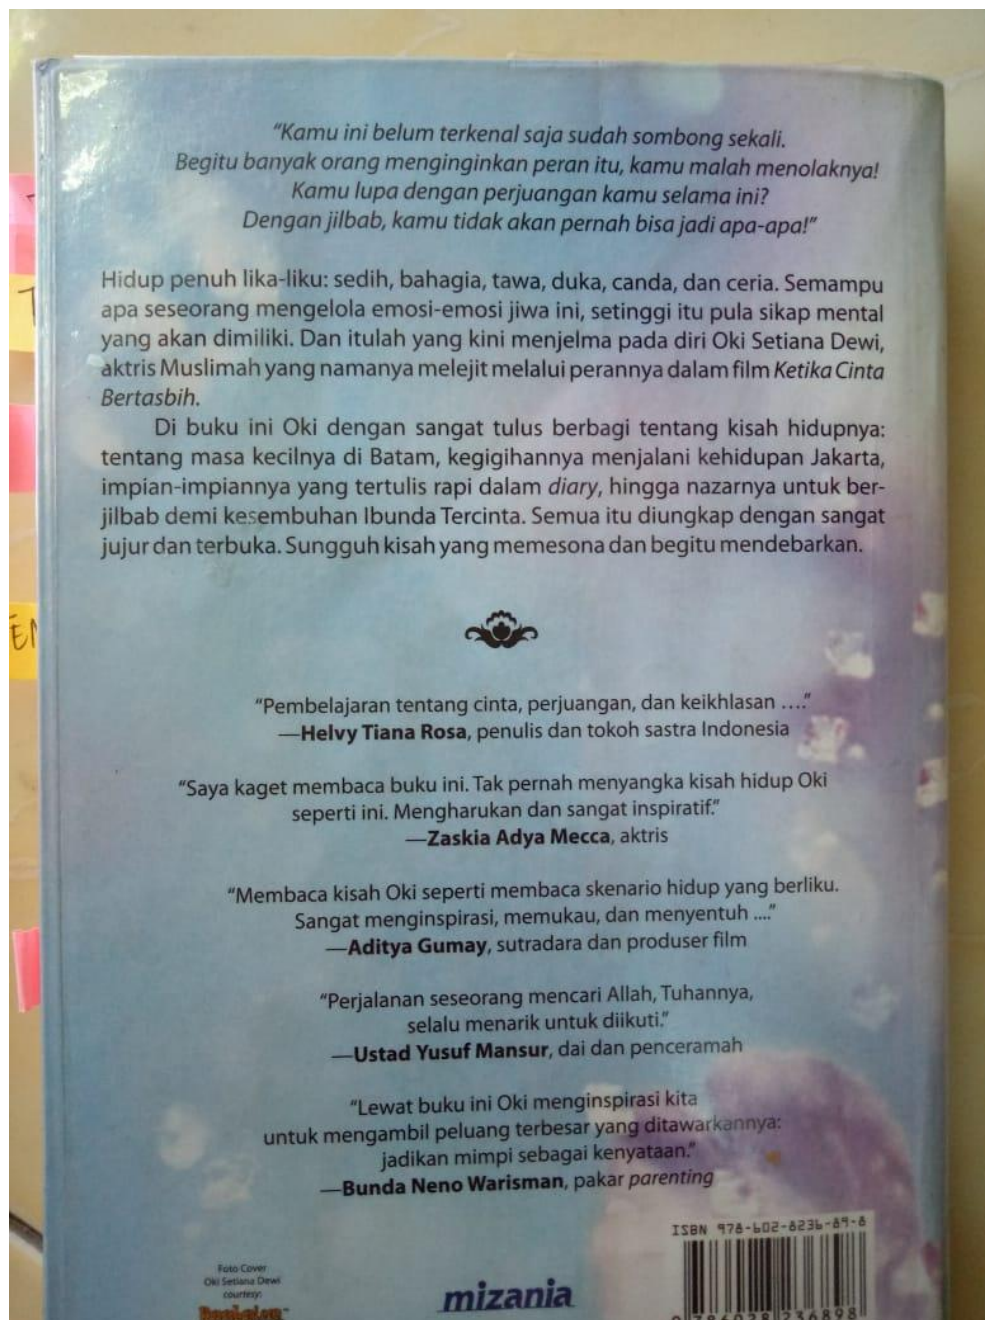 “Kamu ini belum terkenal saja sudah sombong sekali.
Begitu banyak orang menginginkan peran itu, kamu malah menolaknya!
Kamu lupa dengan perjuangan kamu selama ini?
Dengan jilbab, kamu tidak akan pernah bisa jadi apa-apa!”
Hidup penuh lika-liku: sedih, bahagia, tawa, duka, canda, dan ceria. Semampu
apa seseorang mengelola emosi-emosi jiwa ini, setinggi itu pula sikap mental
yang akan dimiliki. Dan itulah yang kini menjelma pada diri Oki Setiana Dewi,
aktris Muslimah yang namanya melejit melalui perannya dalam film Ketika Cinta
Bertasbih.
Di buku ini Oki dengan sangat tulus berbagi tentang kisah hidupnya:
tentang masa kecilnya di Batam, kegigihannya menjalani kehidupan Jakarta,
impian-impiannya yang tertulis rapi dalam diary, hingga nazarnya untuk ber-
jilbab demi kesembuhan Ibunda Tercinta. Semua itu diungkap dengan sangat
jujur dan terbuka. Sungguh kisah yang memesona dan begitu mendebarkan.
“Pembelajaran tentang cinta, perjuangan, dan keikhlasan ....”
—Helvy Tiana Rosa, penulis dan tokoh sastra Indonesia
“Saya kaget membaca buku ini. Tak pernah menyangka kisah hidup Oki
seperti ini. Mengharukan dan sangat inspiratif.”
—Zaskia Adya Mecca, aktris
“Membaca kisah Oki seperti membaca skenario hidup yang berliku.
Sangat menginspirasi, memukau, dan menyentuh ....”
—Aditya Gumay, sutradara dan produser film
“Perjalanan seseorang mencari Allah, Tuhannya,
selalu menarik untuk diikuti.”
—Ustad Yusuf Mansur, dai dan penceramah
“Lewat buku ini Oki menginspirasi kita
untuk mengambil peluang terbesar yang ditawarkannya:
jadikan mimpi sebagai kenyataan.”
—Bunda Neno Warisman, pakar parenting
ISBN 978-602-8236-89-8
Foto Cover
Oki Setiana Dewi
courtesy:
mizania
9786028236898